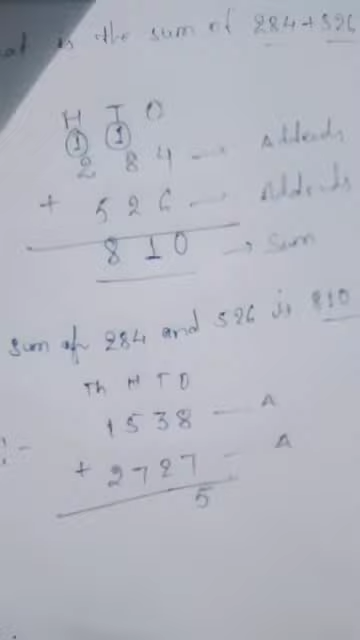 is the sum of 284+526
H T O
1 1
2 8 4 Addends
+ 5 2 6 Addends
8 1 0 → Sum
sum of 284 and 526 is 810
Th H T O
1 5 3 8 — A
+ 2 7 2 7 — A
5